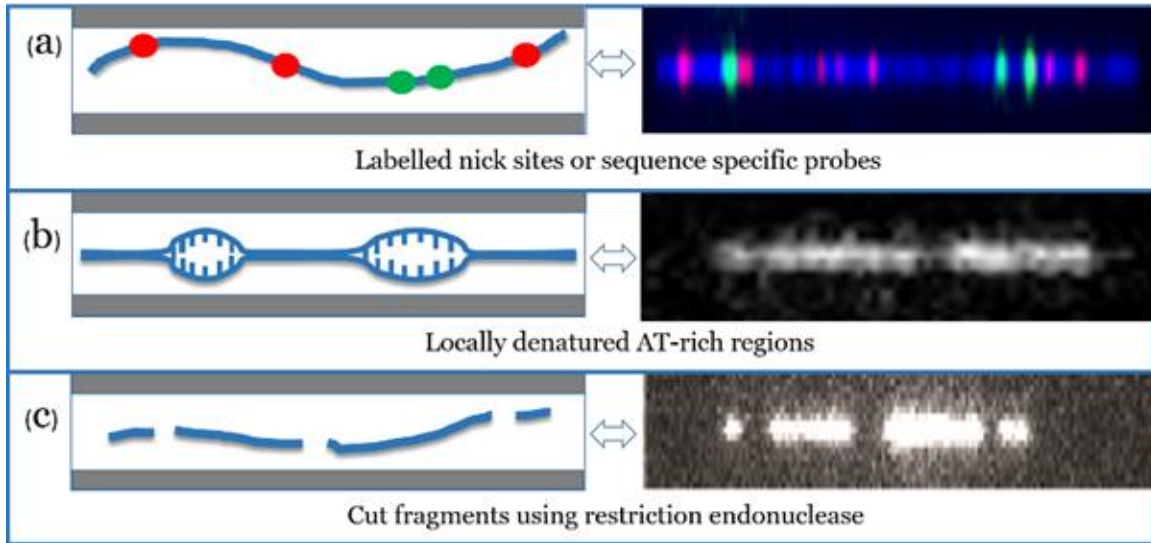 (a)
Labelled nick sites or sequence specific probes
(b)
Locally denatured AT-rich regions
(c)
Cut fragments using restriction endonuclease